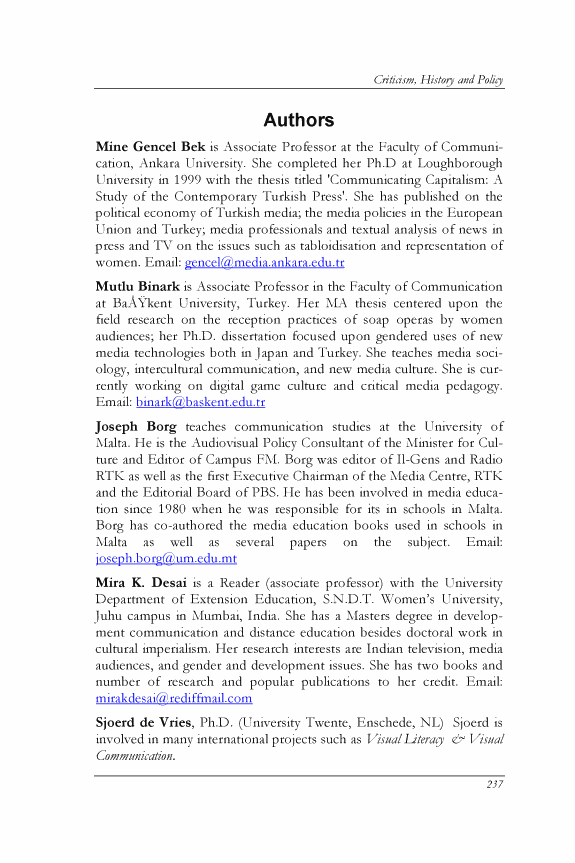 Criticism, History and Policy
Authors
Mine Gencel Bek is Associate Professor at the Faculty of Communi-
cation, Ankara University. She completed her Ph.D at Loughborough
University in 1999 with the thesis titled 'Communicating Capitalism: A
Study of the Contemporary Turkish Press'. She has published on the
political economy of Turkish media; the media policies in the European
Union and Turkey; media professionals and textual analysis of news in
press and TV on the issues such as tabloidisation and representation of
women. Email: gencel@media.ankara.edu.tr
Mutlu Binark is Associate Professor in the Faculty of Communication
at BaÅŸkent University, Turkey. Her MA thesis centered upon the
field research on the reception practices of soap operas by women
audiences; her Ph.D. dissertation focused upon gendered uses of new
media technologies both in Japan and Turkey. She teaches media soci-
ology, intercultural communication, and new media culture. She is cur-
rently working on digital game culture and critical media pedagogy.
Email: binark@baskent.edu.tr
Joseph Borg teaches communication studies at the University of
Malta. He is the Audiovisual Policy Consultant of the Minister for Cul-
ture and Editor of Campus FM. Borg was editor of Il-Gens and Radio
RTK as well as the first Executive Chairman of the Media Centre, RTK
and the Editorial Board of PBS. He has been involved in media educa-
tion since 1980 when he was responsible for its in schools in Malta.
Borg has co-authored the media education books used in schools in
Malta as well as several papers on the subject. Email:
joseph.borg@um.edu.mt
Mira K. Desai is a Reader (associate professor) with the University
Department of Extension Education, S.N.D.T. Women's University,
Juhu campus in Mumbai, India. She has a Masters degree in develop-
ment communication and distance education besides doctoral work in
cultural imperialism. Her research interests are Indian television, media
audiences, and gender and development issues. She has two books and
number of research and popular publications to her credit. Email:
mirakdesai@rediffmail.com
Sjoerd de Vries, Ph.D. (University Twente, Enschede, NL) Sjoerd is
involved in many international projects such as Visual Literacy & Visual
Communication.
237